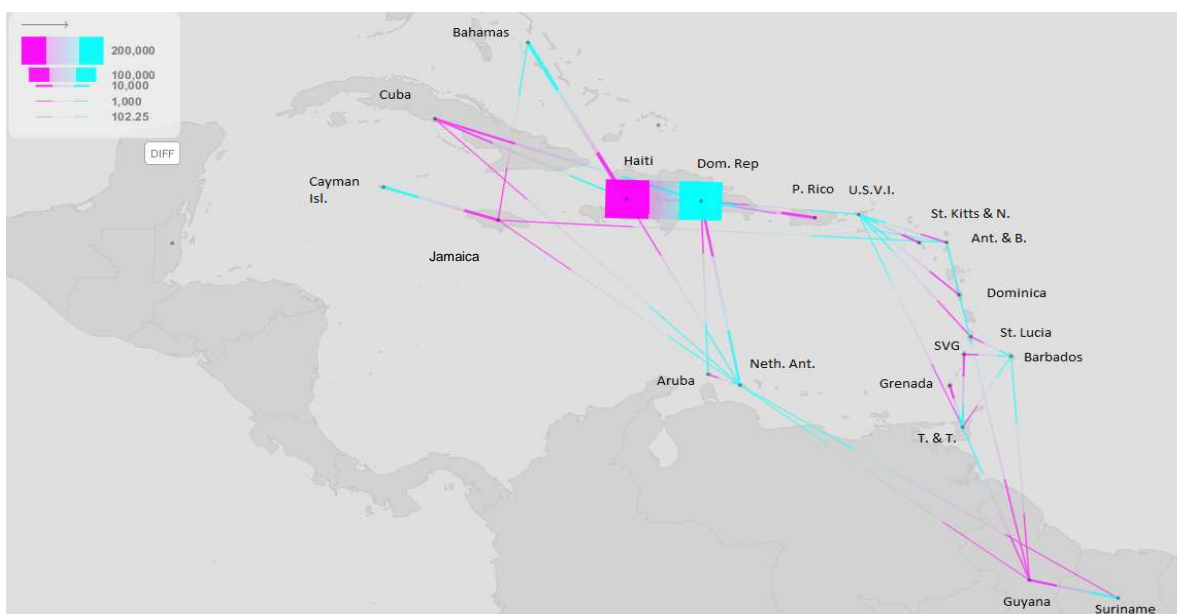 200,000
100,000
10,000
1,000
102.25
DIFF
Bahamas
Cuba
Haiti
Dom. Rep
Cayman
Isl.
P. Rico
U.S.V.I.
St. Kitts & N.
Ant. & B.
Jamaica
Dominica
St. Lucia
SVG
Barbados
Neth. Ant.
Aruba
Grenada
T. & T.
Guyana
Suriname